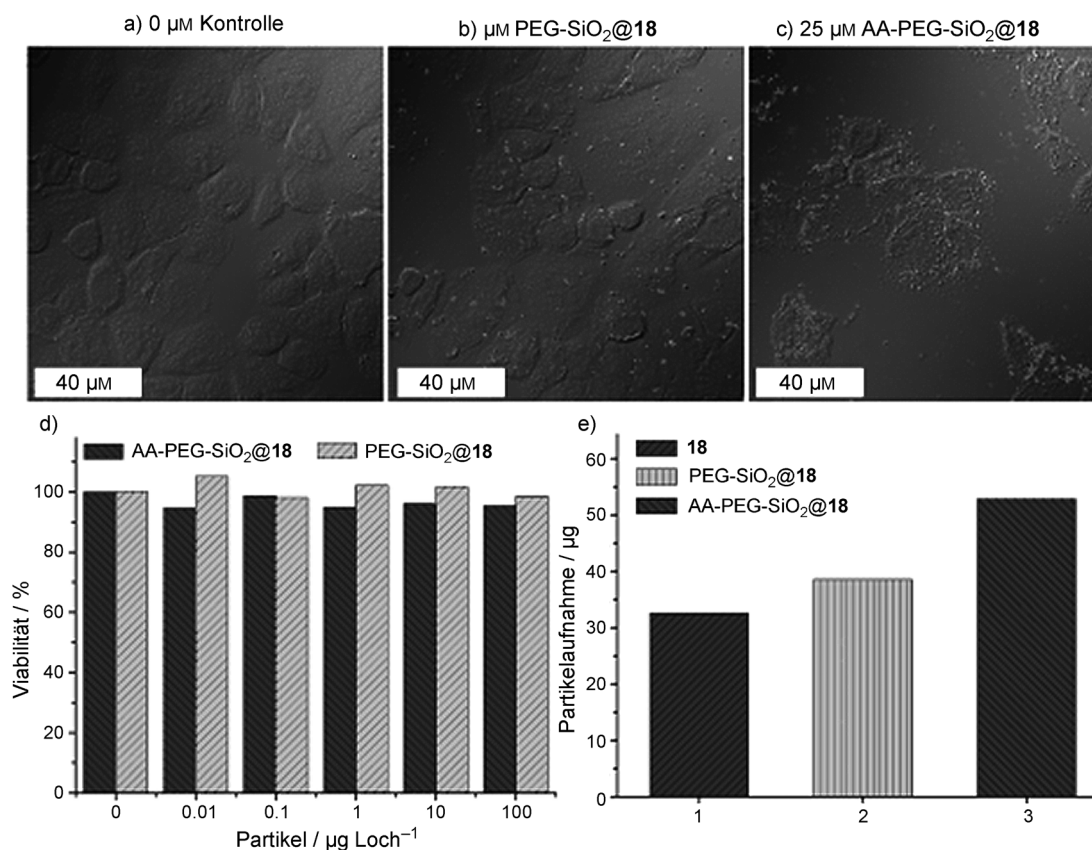 a) 0 μM Kontrolle
b) μM PEG-SiO₂@18
c) 25 μM AA-PEG-SiO₂@18
40 μM
40 μM
40 μM
d)
AA-PEG-SiO₂@18
PEG-SiO₂@18
100
80
60
40
20
0
Viabilität / %
0 0.01 0.1 1 10 100
Partikel / μg Loch⁻¹
e)
18
PEG-SiO₂@18
AA-PEG-SiO₂@18
60
50
40
30
20
10
0
Partikelaufnahme / μg
1 2 3